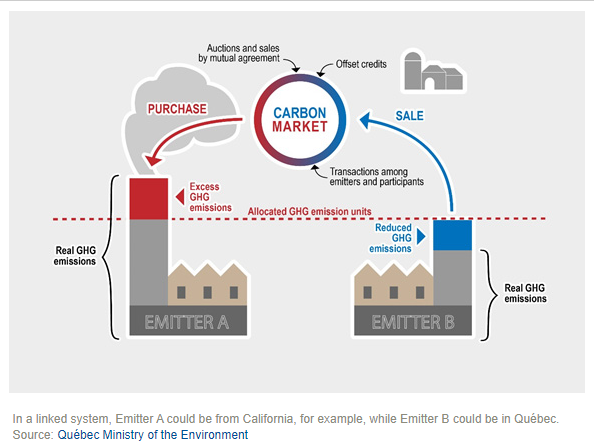 Auctions and sales
by mutual agreement
Offset credits
PURCHASE
CARBON
MARKET
SALE
Transactions among
emitters and participants
Excess
GHG
emissions
Allocated GHG emission units
Reduced
GHG
emissions
Real GHG
emissions
Real GHG
emissions
EMITTER A
EMITTER B
In a linked system, Emitter A could be from California, for example, while Emitter B could be in Québec.
Source: Québec Ministry of the Environment